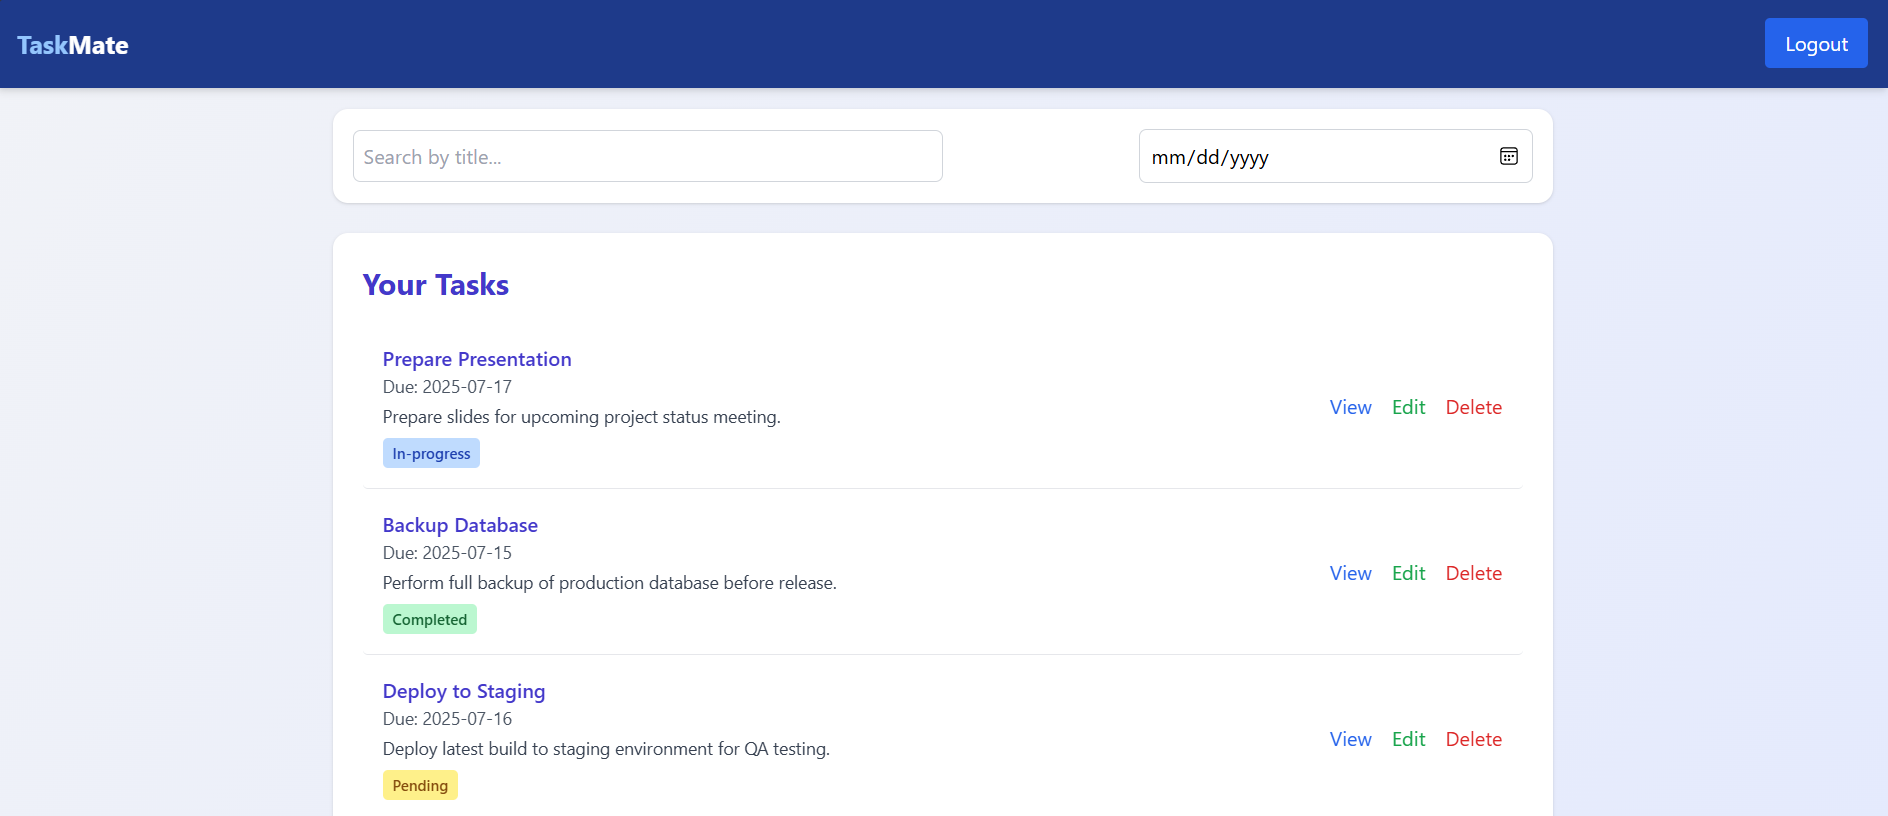 TaskMate
Logout
Search by title...
mm/dd/yyyy
Your Tasks
Prepare Presentation
Due: 2025-07-17
Prepare slides for upcoming project status meeting.
In-progress
View Edit Delete
Backup Database
Due: 2025-07-15
Perform full backup of production database before release.
Completed
View Edit Delete
Deploy to Staging
Due: 2025-07-16
Deploy latest build to staging environment for QA testing.
Pending
View Edit Delete